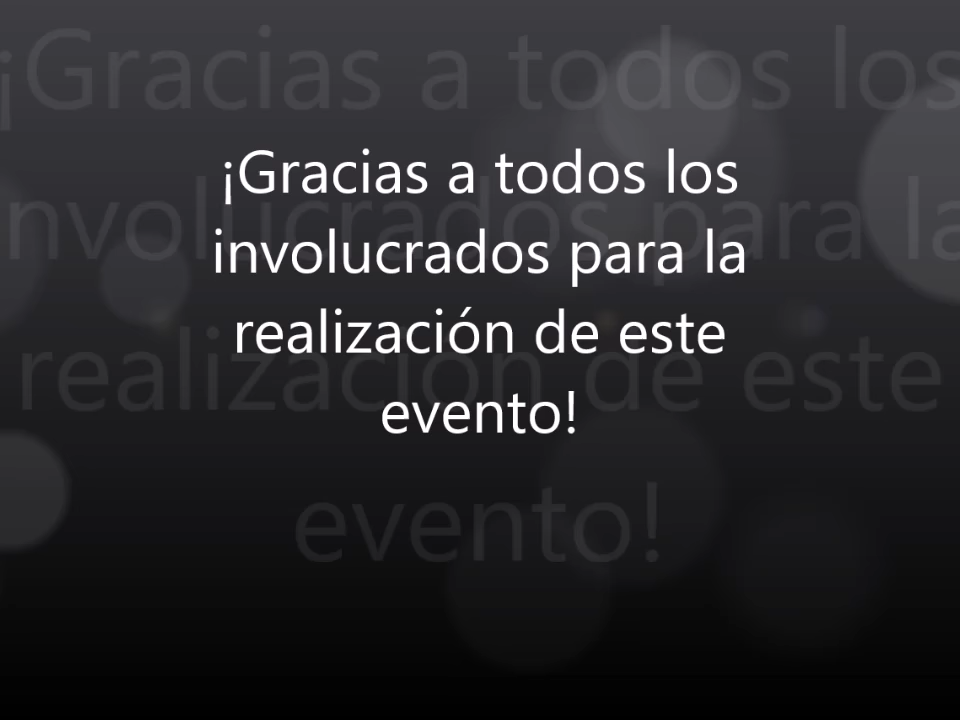 ¡Gracias a todos los
involucrados para la
realización de este
evento!